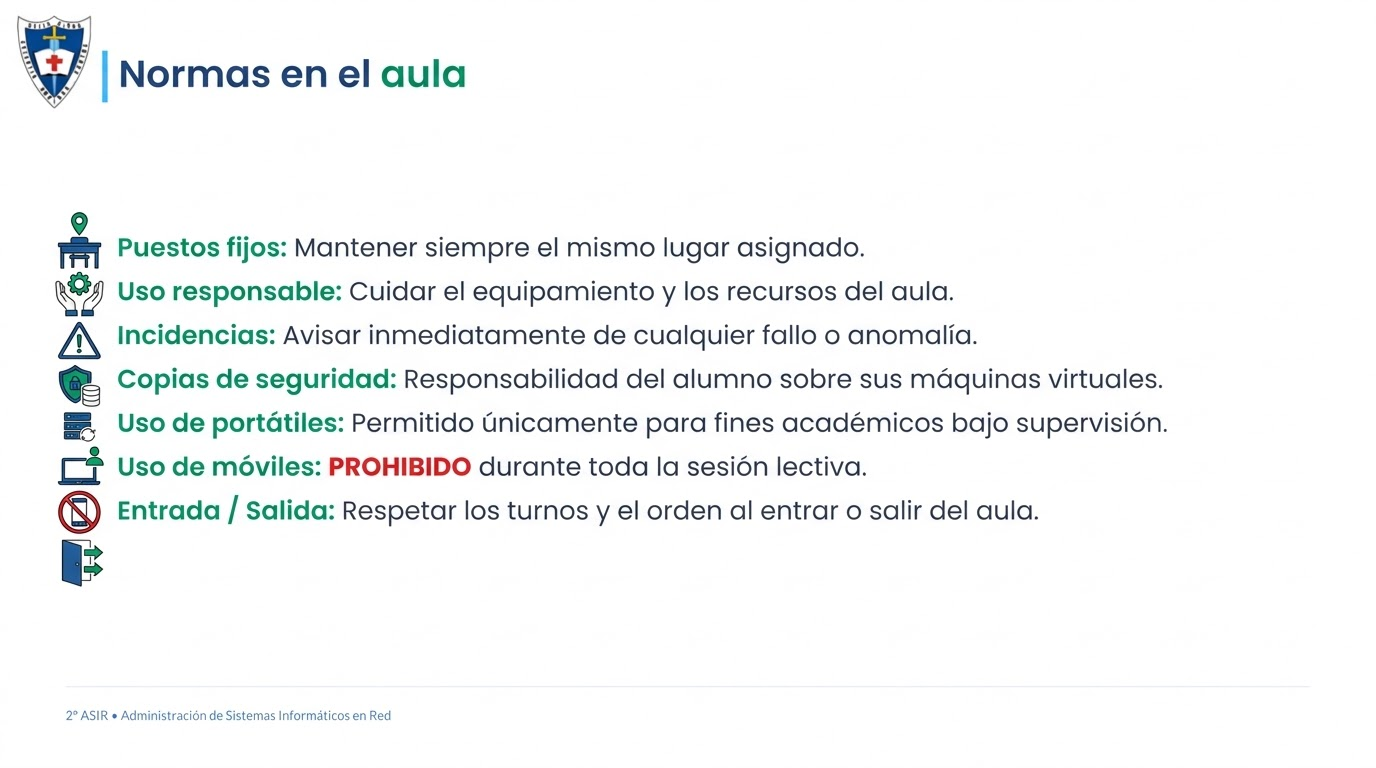 Normas en el aula
Puestos fijos: Mantener siempre el mismo lugar asignado.
Uso responsable: Cuidar el equipamiento y los recursos del aula.
Incidencias: Avisar inmediatamente de cualquier fallo o anomalía.
Copias de seguridad: Responsabilidad del alumno sobre sus máquinas virtuales.
Uso de portátiles: Permitido únicamente para fines académicos bajo supervisión.
Uso de móviles: PROHIBIDO durante toda la sesión lectiva.
Entrada / Salida: Respetar los turnos y el orden al entrar o salir del aula.
2º ASIR • Administración de Sistemas Informáticos en Red